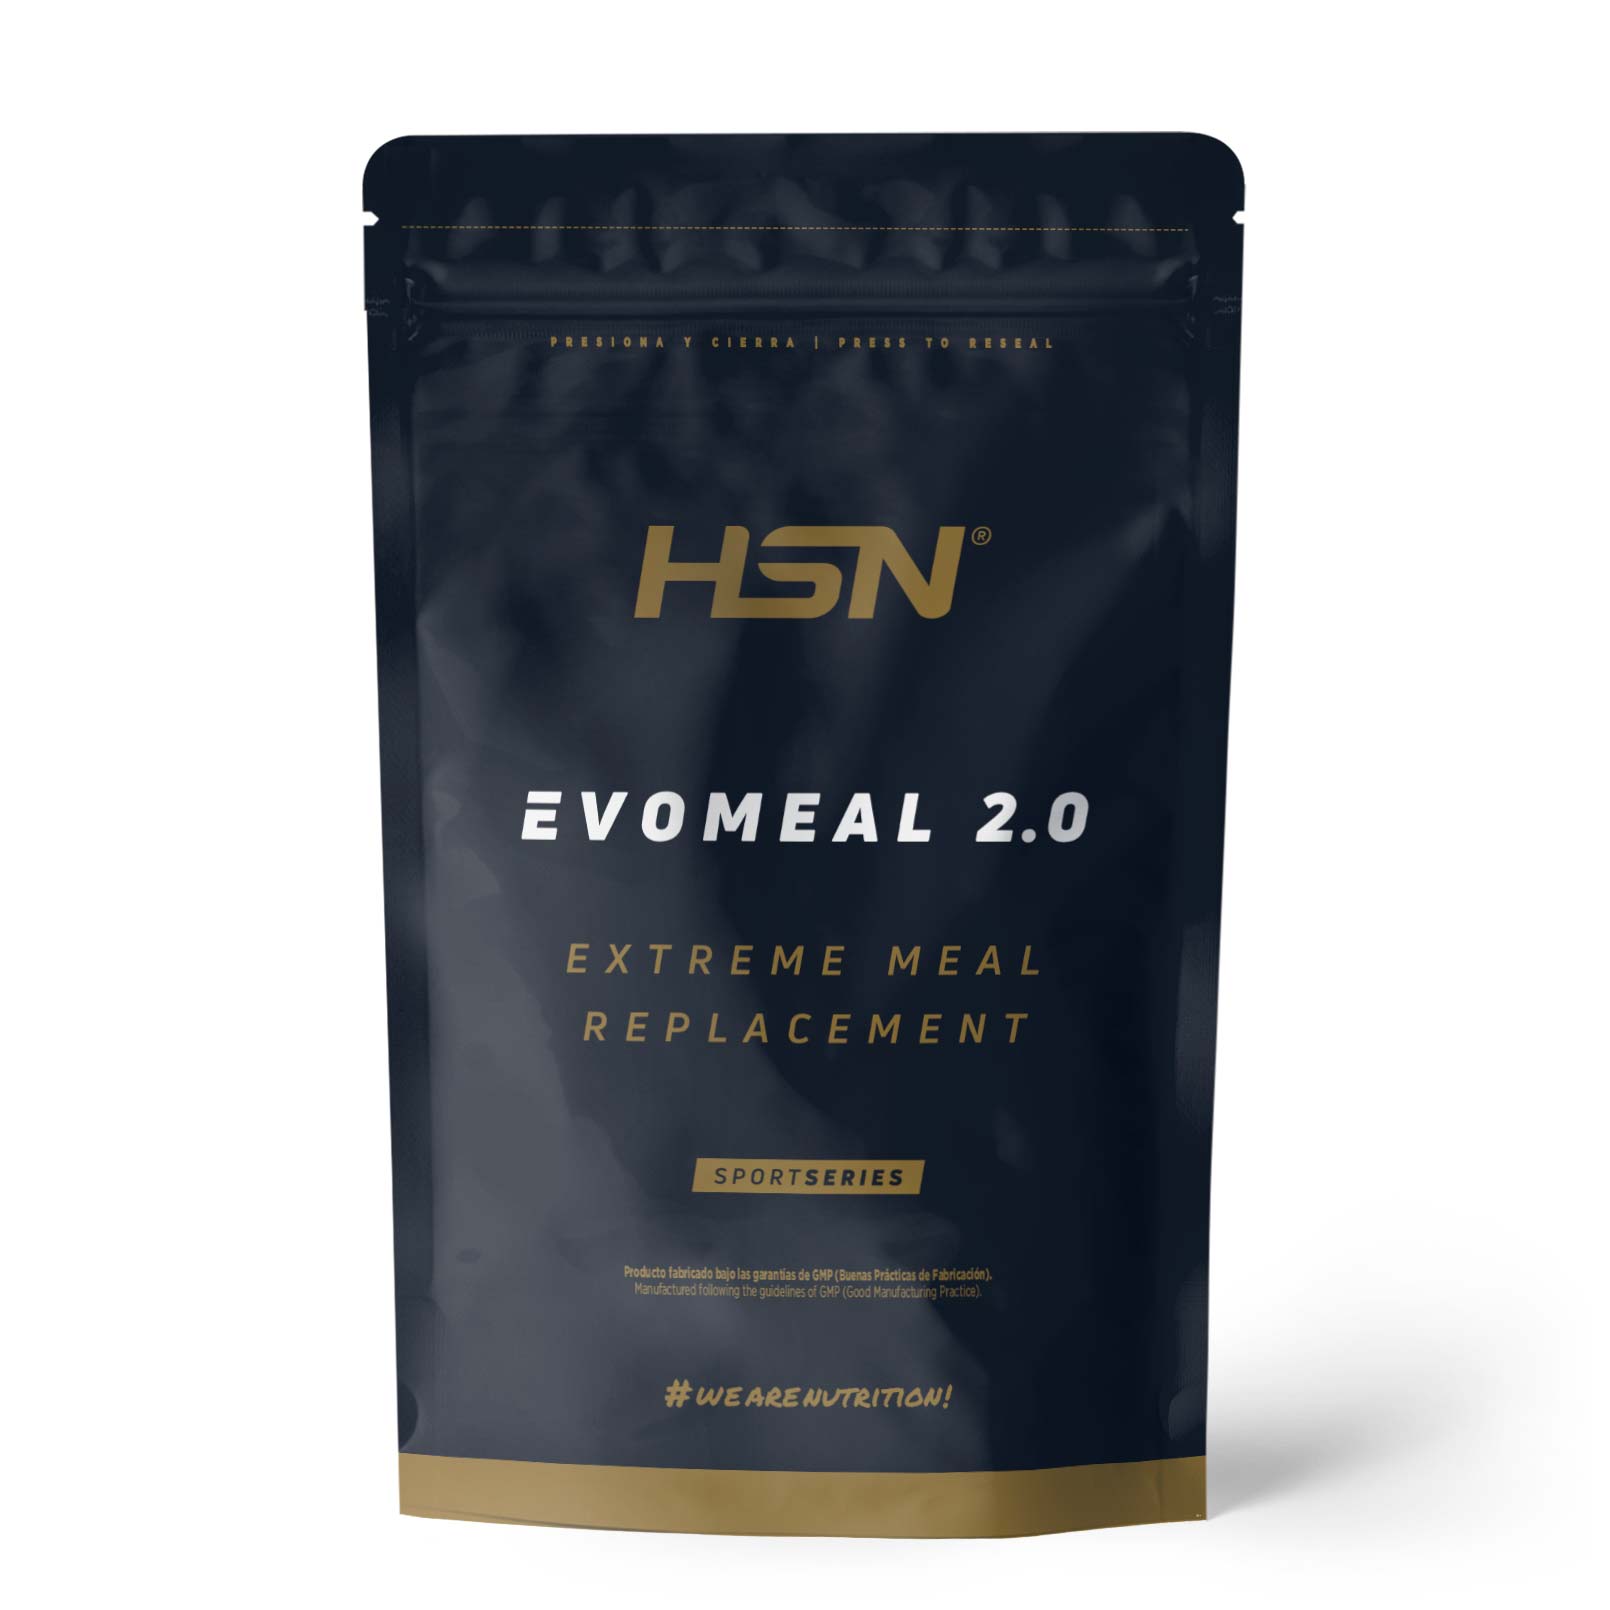 PRESIONA Y CIERRA | PRESS TO RESEAL
HSN®
EVOMEAL 2.0
EXTREME MEAL
REPLACEMENT
SPORTSERIES
Producto fabricado bajo las garantías de GMP (Buenas Prácticas de Fabricación).
Manufactured following the guidelines of GMP (Good Manufacturing Practice).
#WEARENUTRITION!